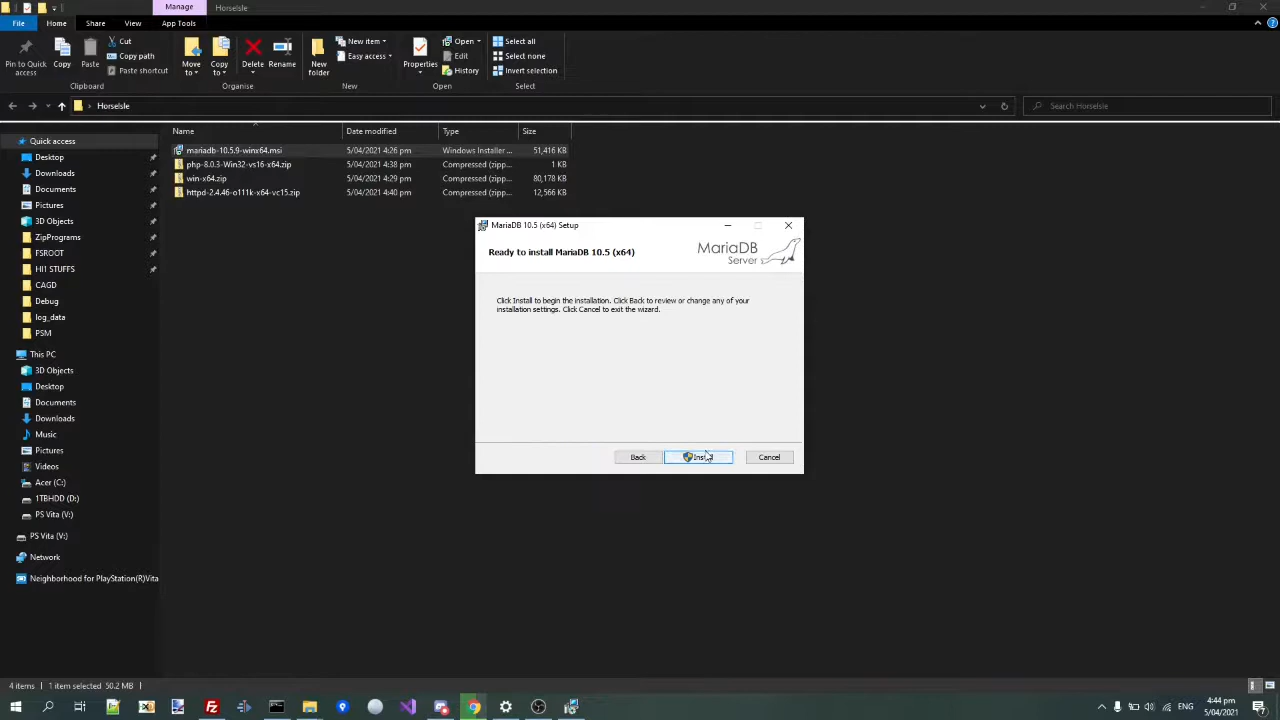 Manage
HorseIsle
File
Home
Share
View
App Tools
Pin to Quick
access
Copy
Paste
Cut
Copy path
Paste shortcut
Clipboard
Move
to
Copy
to
Delete
Rename
Organise
New
folder
New item
Easy access
New
Properties
Open
Edit
History
Open
Select all
Select none
Invert selection
Select
HorseIsle
Search HorseIsle
Name
Date modified
Type
Size
mariadb-10.5.9-winx64.msi 5/04/2021 4:26 pm Windows Installer ... 51,416 KB
php-8.0.3-Win32-vs16-x64.zip 5/04/2021 4:38 pm Compressed (zipp... 1 KB
win-x64.zip 5/04/2021 4:29 pm Compressed (zipp... 80,178 KB
httpd-2.4.46-o111k-x64-vc15.zip 5/04/2021 4:40 pm Compressed (zipp... 12,566 KB
Quick access
Desktop
Downloads
Documents
Pictures
3D Objects
ZipPrograms
FSROOT
HI1 STUFFS
CAGD
Debug
log_data
PSM
This PC
3D Objects
Desktop
Documents
Downloads
Music
Pictures
Videos
Acer (C:)
1TBHDD (D:)
PS Vita (V:)
PS Vita (V:)
Network
Neighborhood for PlayStation(R)Vita
MariaDB 10.5 (x64) Setup
Ready to install MariaDB 10.5 (x64)
MariaDB
Server
Click Install to begin the installation. Click Back to review or change any of your
installation settings. Click Cancel to exit the wizard.
Back
Install
Cancel
4 items
1 item selected 50.2 MB
ENG
4:44 pm
5/04/2021